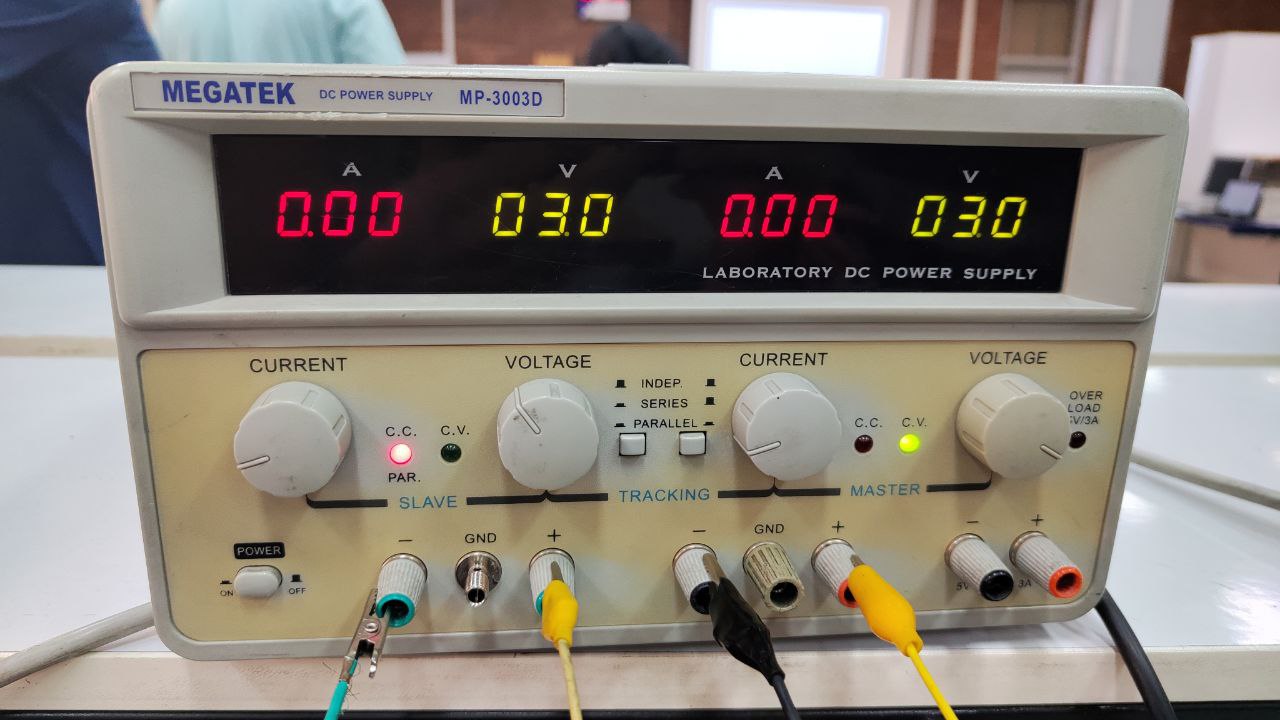 MEGATEK DC POWER SUPPLY MP-3003D
A V A V
0.00 03.0 0.00 03.0
LABORATORY DC POWER SUPPLY
CURRENT VOLTAGE CURRENT VOLTAGE
INDEP.
SERIES
PARALLEL
OVER
LOAD
5V/3A
C.C. C.V. C.C. C.V.
PAR.
SLAVE TRACKING MASTER
POWER
ON OFF
− GND + − GND + − +
5V 3A